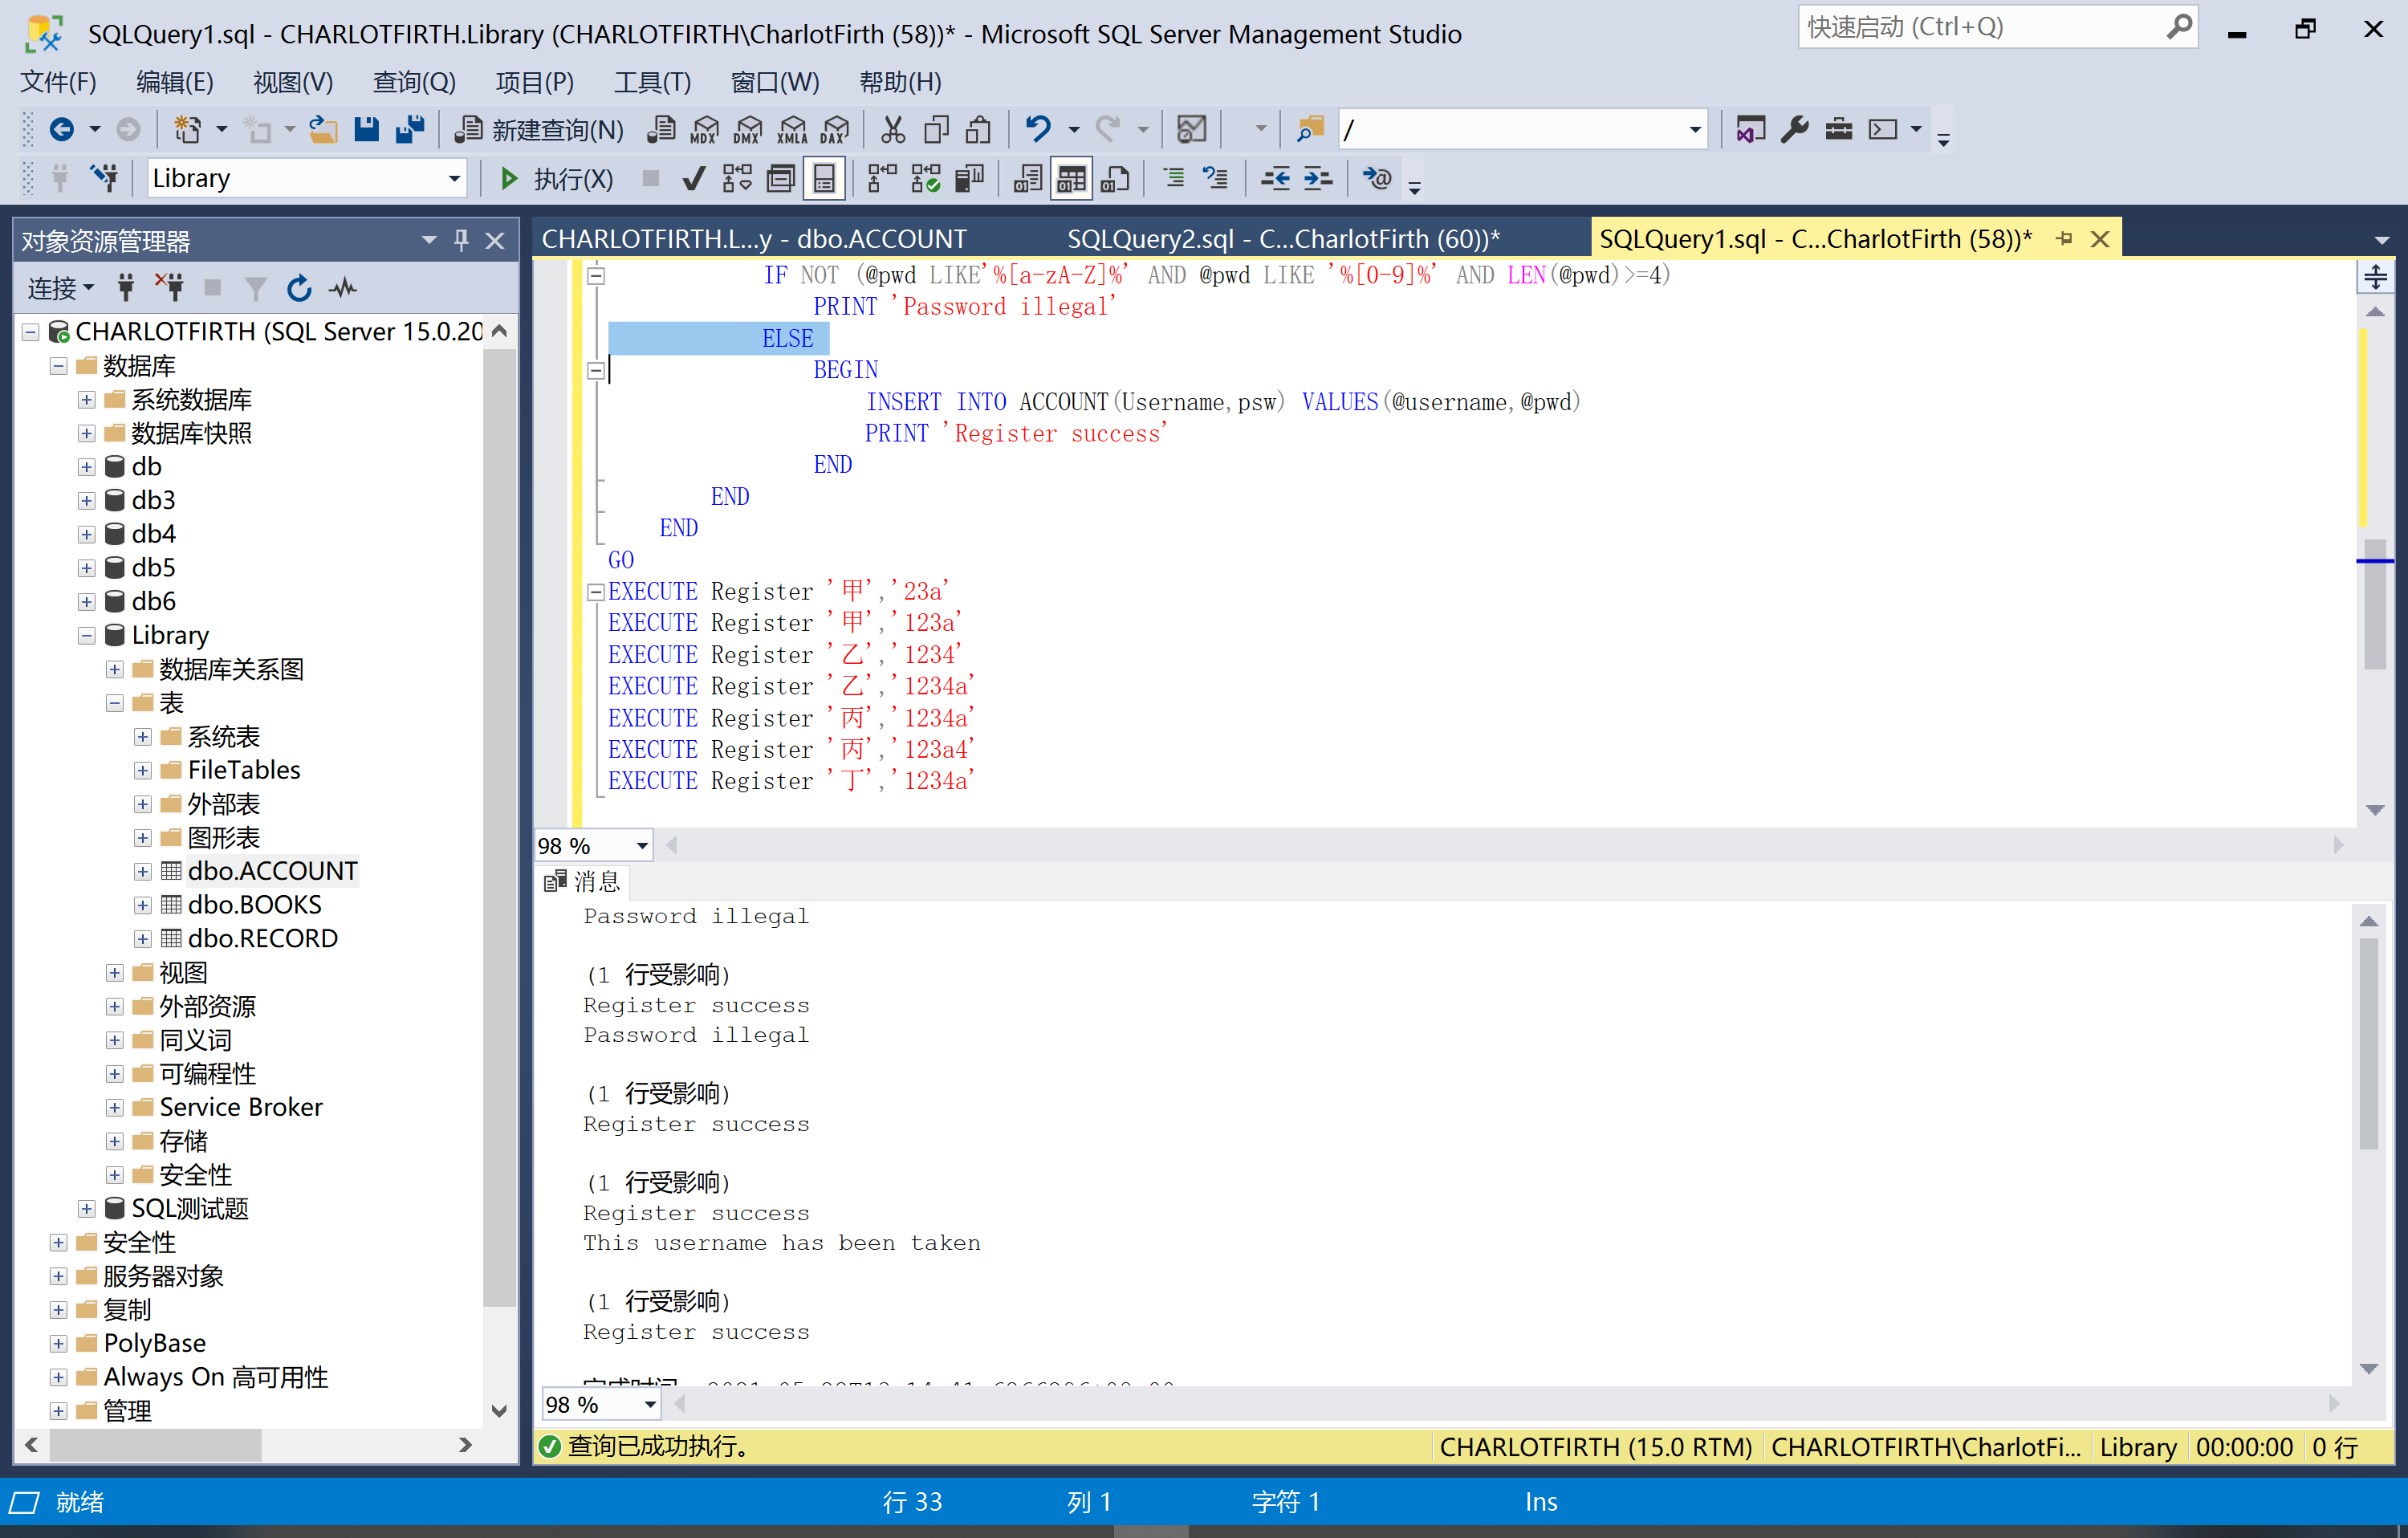 SQLQuery1.sql - CHARLOTFIRTH.Library (CHARLOTFIRTH\CharlotFirth (58))* - Microsoft SQL Server Management Studio
快速启动 (Ctrl+Q)
文件(F) 编辑(E) 视图(V) 查询(Q) 项目(P) 工具(T) 窗口(W) 帮助(H)
新建查询(N) MDX DMX XMLA DAX /
Library 执行(X)
对象资源管理器
连接
CHARLOTFIRTH (SQL Server 15.0.20
数据库
系统数据库
数据库快照
db
db3
db4
db5
db6
Library
数据库关系图
表
系统表
FileTables
外部表
图形表
dbo.ACCOUNT
dbo.BOOKS
dbo.RECORD
视图
外部资源
同义词
可编程性
Service Broker
存储
安全性
SQL测试题
安全性
服务器对象
复制
PolyBase
Always On 高可用性
管理
CHARLOTFIRTH.L...y - dbo.ACCOUNT SQLQuery2.sql - C...CharlotFirth (60))* SQLQuery1.sql - C...CharlotFirth (58))*
IF NOT (@pwd LIKE'%[a-zA-Z]%' AND @pwd LIKE '%[0-9]%' AND LEN(@pwd)>=4)
PRINT 'Password illegal'
ELSE
BEGIN
INSERT INTO ACCOUNT(Username,psw) VALUES(@username,@pwd)
PRINT 'Register success'
END
END
END
GO
EXECUTE Register '甲','23a'
EXECUTE Register '甲','123a'
EXECUTE Register '乙','1234'
EXECUTE Register '乙','1234a'
EXECUTE Register '丙','1234a'
EXECUTE Register '丙','123a4'
EXECUTE Register '丁','1234a'
98 %
消息
Password illegal
(1 行受影响)
Register success
Password illegal
(1 行受影响)
Register success
(1 行受影响)
Register success
This username has been taken
(1 行受影响)
Register success
98 %
查询已成功执行。 CHARLOTFIRTH (15.0 RTM) CHARLOTFIRTH\CharlotFi... Library 00:00:00 0 行
就绪 行 33 列 1 字符 1 Ins